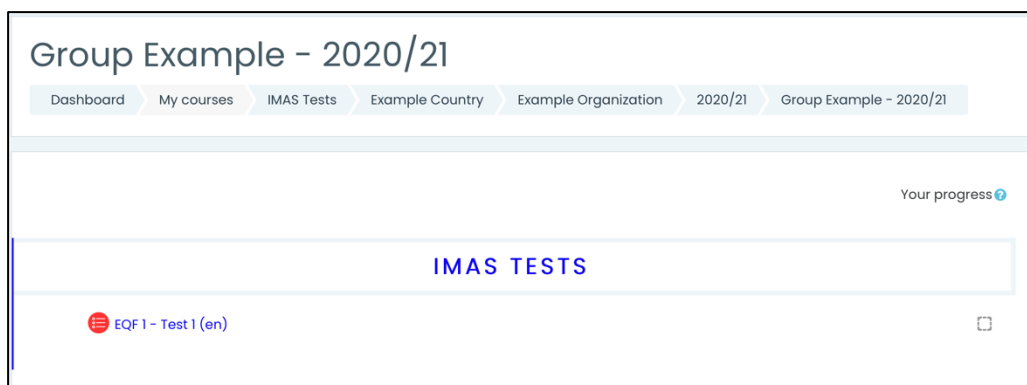 Group Example - 2020/21
Dashboard My courses IMAS Tests Example Country Example Organization 2020/21 Group Example - 2020/21
Your progress ?
IMAS TESTS
EQF 1 - Test 1 (en)